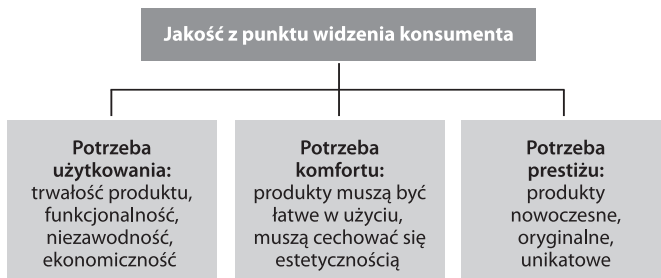 Jakość z punktu widzenia konsumenta
Potrzeba
użytkowania:
trwałość produktu,
funkcjonalność,
niezawodność,
ekonomiczność
Potrzeba
komfortu:
produkty muszą być
łatwe w użyciu,
muszą cechować się
estetycznością
Potrzeba
prestiżu:
produkty
nowoczesne,
oryginalne,
unikatowe